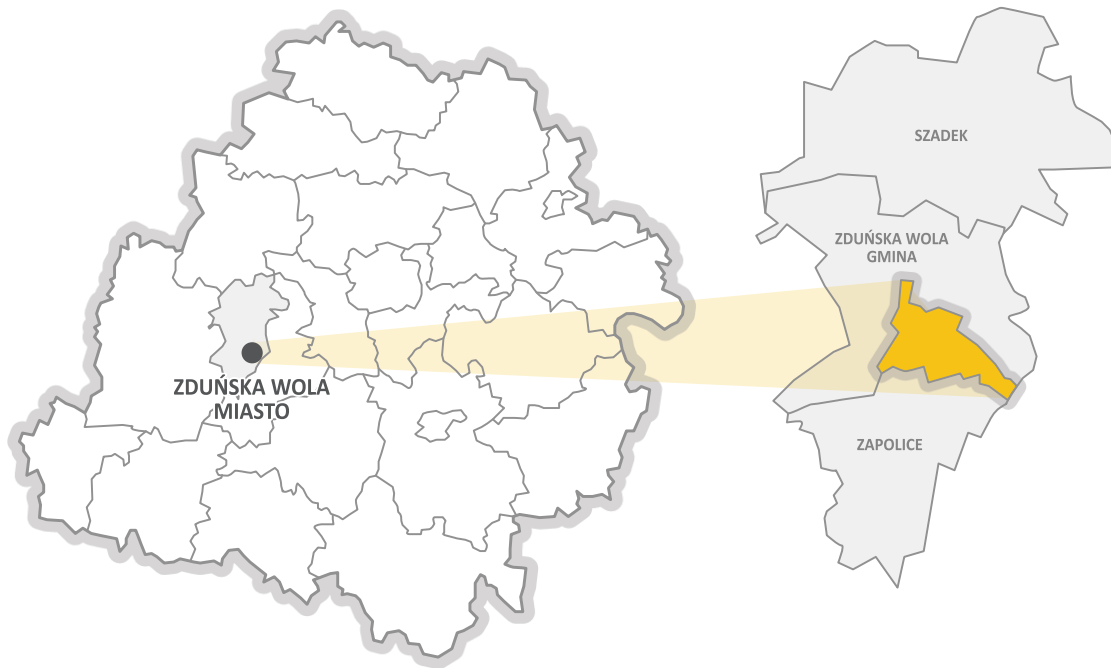 ZDUŃSKA WOLA
MIASTO
SZADEK
ZDUŃSKA WOLA
GMINA
ZAPOLICE